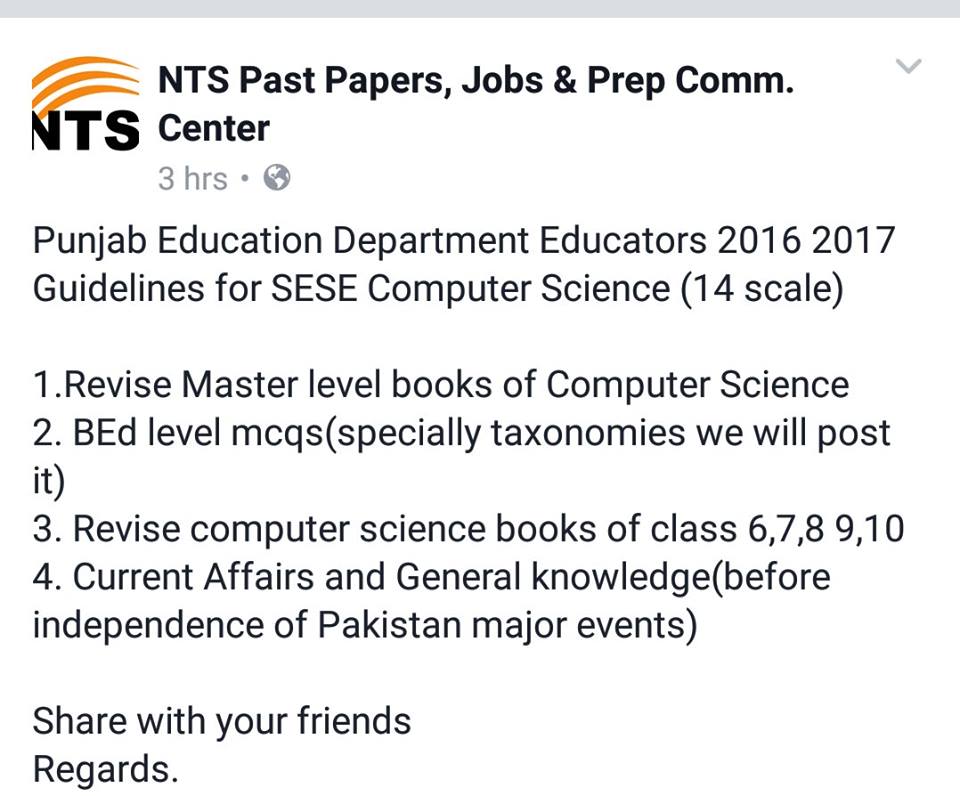 NTS
NTS Past Papers, Jobs & Prep Comm.
Center
3 hrs •
Punjab Education Department Educators 2016 2017
Guidelines for SESE Computer Science (14 scale)
1.Revise Master level books of Computer Science
2. BEd level mcqs(specially taxonomies we will post
it)
3. Revise computer science books of class 6,7,8 9,10
4. Current Affairs and General knowledge(before
independence of Pakistan major events)
Share with your friends
Regards.